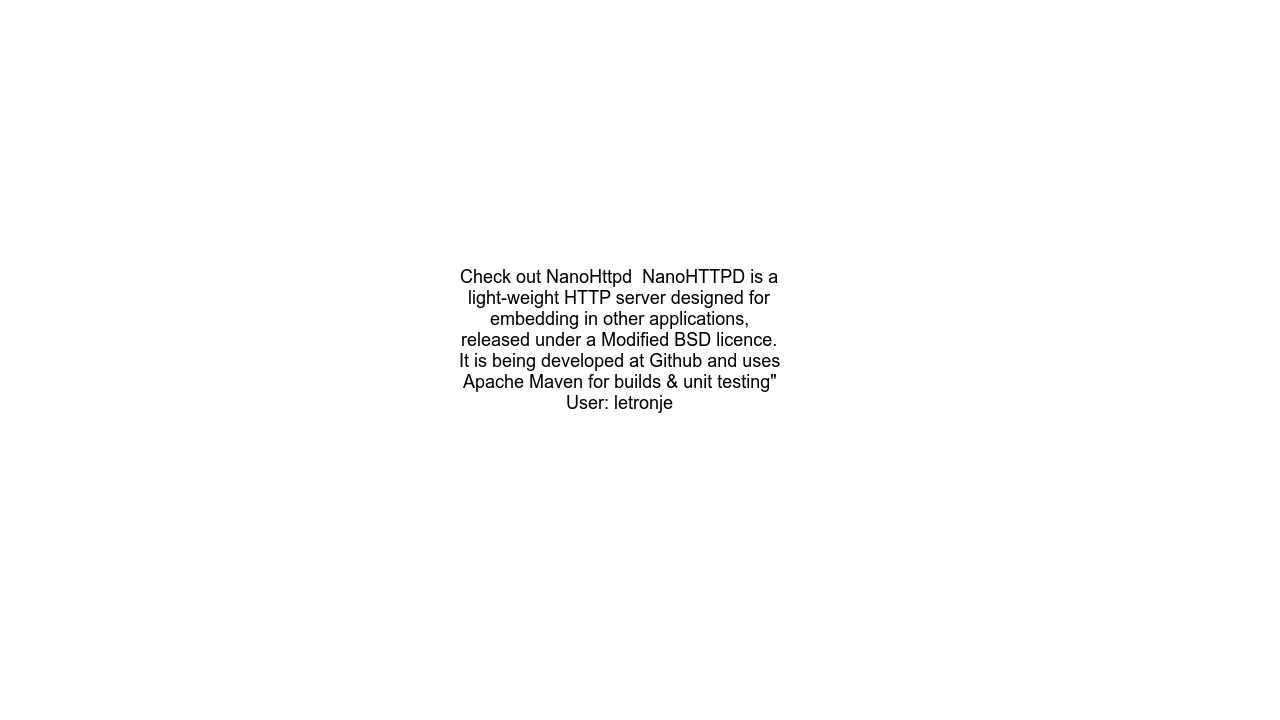 Check out NanoHttpd  NanoHTTPD is a
light-weight HTTP server designed for
embedding in other applications,
released under a Modified BSD licence.
It is being developed at Github and uses
Apache Maven for builds & unit testing"
User: letronje